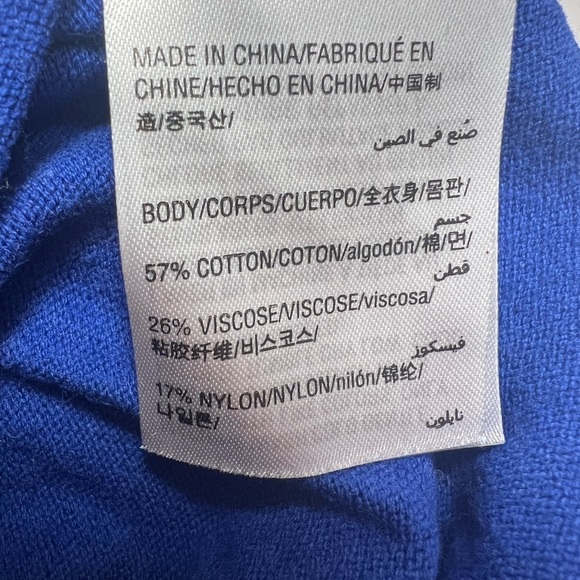 MADE IN CHINA/FABRIQUÉ EN
CHINE/HECHO EN CHINA/中国制
造/중국산/
صُنع في الصين
BODY/CORPS/CUERPO/全衣身/몸판/
جسم
57% COTTON/COTON/algodón/棉/면/
قطن
26% VISCOSE/VISCOSE/viscosa/
粘胶纤维/비스코스/
فيسكوز
17% NYLON/NYLON/nilón/锦纶/
나일론/
نايلون